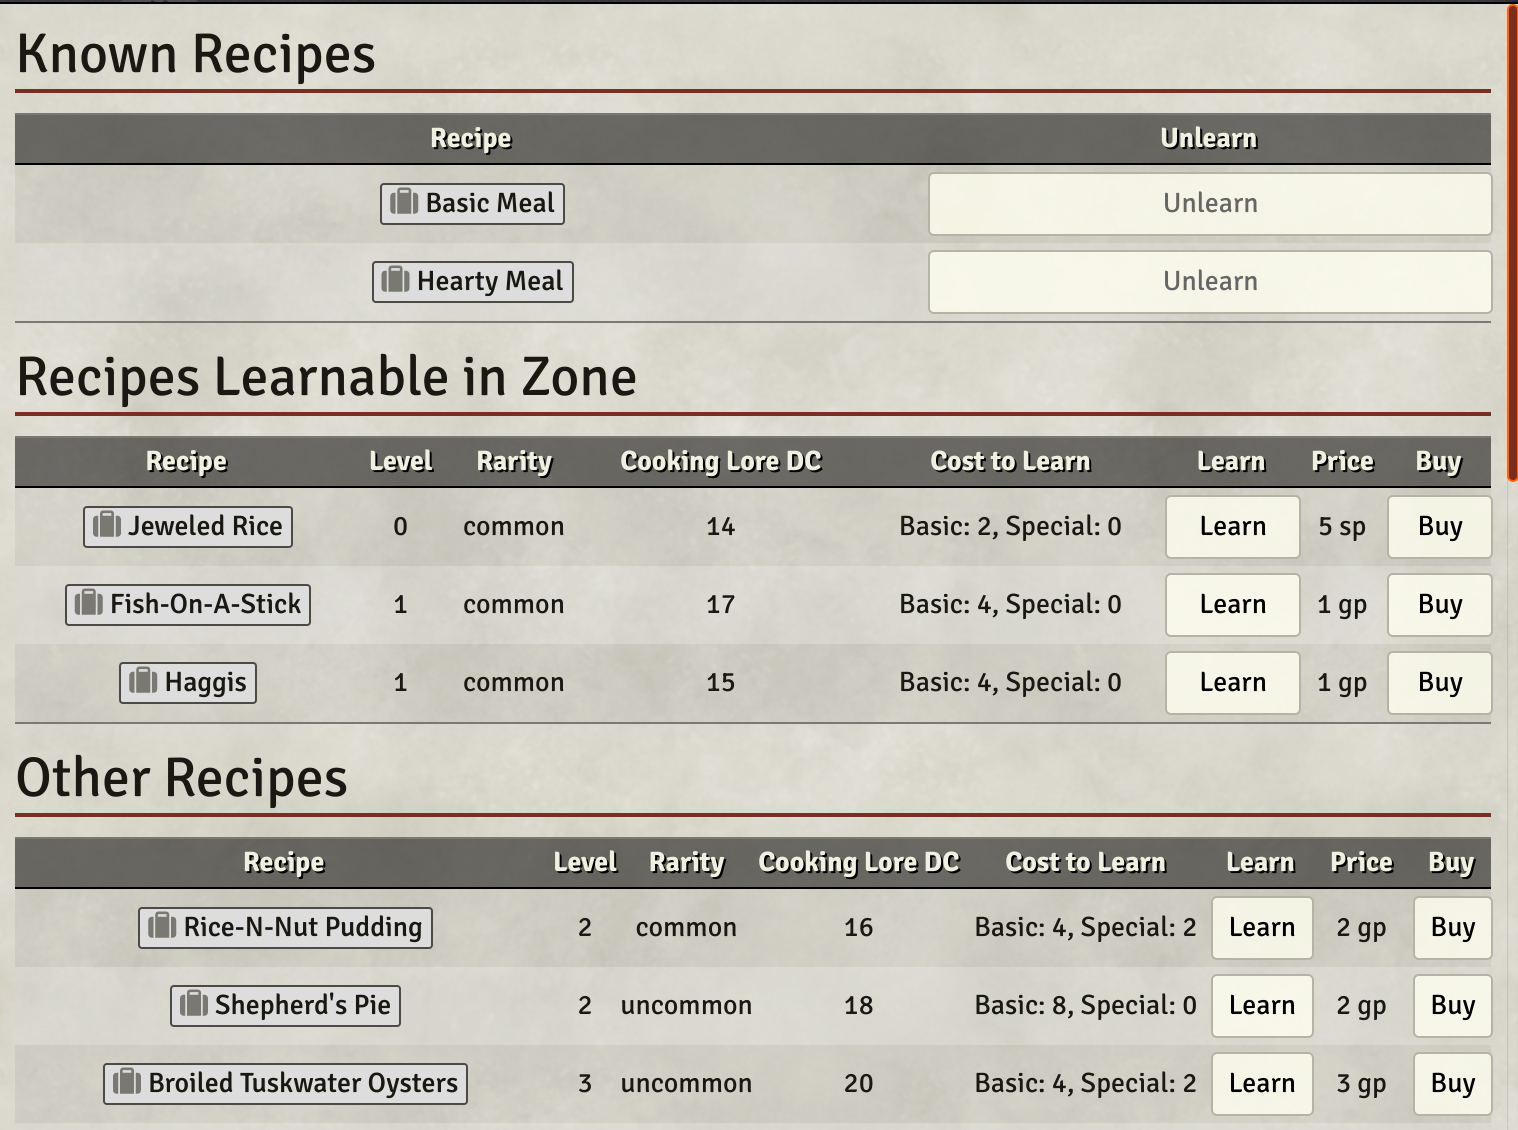 Known Recipes
Recipe Unlearn
Basic Meal Unlearn
Hearty Meal Unlearn
Recipes Learnable in Zone
Recipe Level Rarity Cooking Lore DC Cost to Learn Learn Price Buy
Jeweled Rice 0 common 14 Basic: 2, Special: 0 Learn 5 sp Buy
Fish-On-A-Stick 1 common 17 Basic: 4, Special: 0 Learn 1 gp Buy
Haggis 1 common 15 Basic: 4, Special: 0 Learn 1 gp Buy
Other Recipes
Recipe Level Rarity Cooking Lore DC Cost to Learn Learn Price Buy
Rice-N-Nut Pudding 2 common 16 Basic: 4, Special: 2 Learn 2 gp Buy
Shepherd's Pie 2 uncommon 18 Basic: 8, Special: 0 Learn 2 gp Buy
Broiled Tuskwater Oysters 3 uncommon 20 Basic: 4, Special: 2 Learn 3 gp Buy